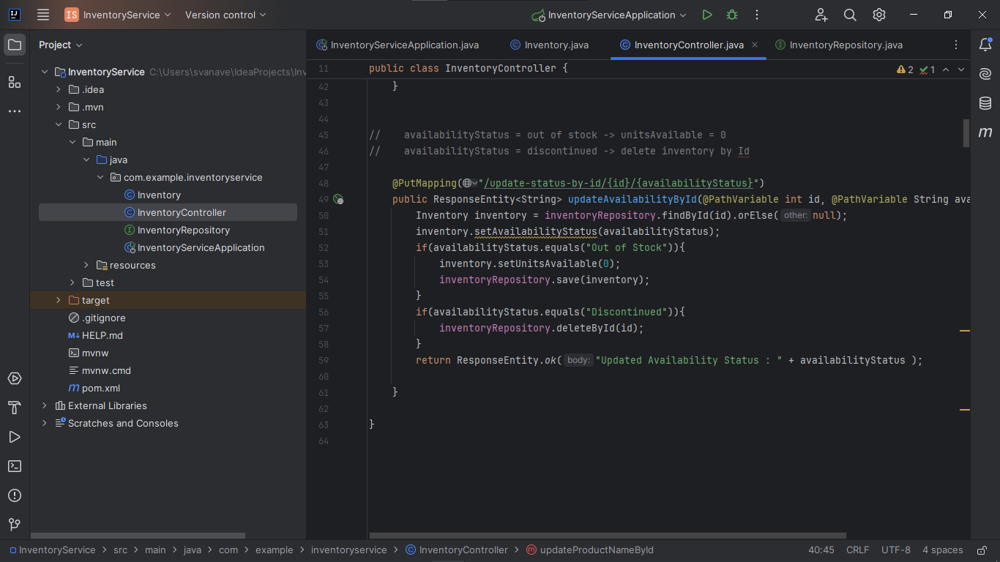 IJ
IS InventoryService Version control InventoryServiceApplication
Project
InventoryServiceApplication.java Inventory.java InventoryController.java InventoryRepository.java
InventoryService C:\Users\svanave\IdeaProjects\Inv
.idea
.mvn
src
main
java
com.example.inventoryservice
Inventory
InventoryController
InventoryRepository
InventoryServiceApplication
resources
test
target
.gitignore
M↓ HELP.md
mvnw
mvnw.cmd
m pom.xml
External Libraries
Scratches and Consoles
11 public class InventoryController { 2 1
42     }
43
44
45 //    availabilityStatus = out of stock -> unitsAvailable = 0
46 //    availabilityStatus = discontinued -> delete inventory by Id
47
48     @PutMapping("/update-status-by-id/{id}/{availabilityStatus}")
49     public ResponseEntity<String> updateAvailabilityById(@PathVariable int id, @PathVariable String ava
50         Inventory inventory = inventoryRepository.findById(id).orElse( other: null);
51         inventory.setAvailabilityStatus(availabilityStatus);
52         if(availabilityStatus.equals("Out of Stock")){
53             inventory.setUnitsAvailable(0);
54             inventoryRepository.save(inventory);
55         }
56         if(availabilityStatus.equals("Discontinued")){
57             inventoryRepository.deleteById(id);
58         }
59         return ResponseEntity.ok( body: "Updated Availability Status : " + availabilityStatus );
60
61     }
62
63 }
64
m
InventoryService > src > main > java > com > example > inventoryservice > InventoryController > updateProductNameById 40:45 CRLF UTF-8 4 spaces